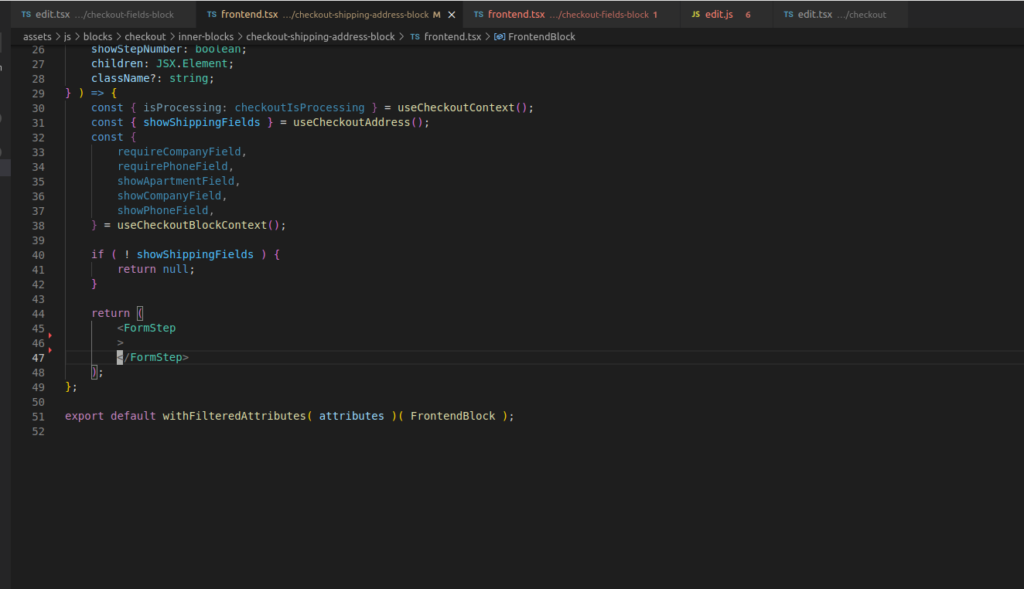 TS edit.tsx .../checkout-fields-block TS frontend.tsx .../checkout-shipping-address-block M TS frontend.tsx .../checkout-fields-block 1 JS edit.js 6 TS edit.tsx .../checkout
assets > js > blocks > checkout > inner-blocks > checkout-shipping-address-block > TS frontend.tsx > FrontendBlock
26 showStepNumber: boolean;
27 children: JSX.Element;
28 className?: string;
29 } ) => {
30 const { isProcessing: checkoutIsProcessing } = useCheckoutContext();
31 const { showShippingFields } = useCheckoutAddress();
32 const {
33 requireCompanyField,
34 requirePhoneField,
35 showApartmentField,
36 showCompanyField,
37 showPhoneField,
38 } = useCheckoutBlockContext();
39
40 if ( ! showShippingFields ) {
41 return null;
42 }
43
44 return (
45 <FormStep
46 >
47 </FormStep>
48 );
49 };
50
51 export default withFilteredAttributes( attributes )( FrontendBlock );
52